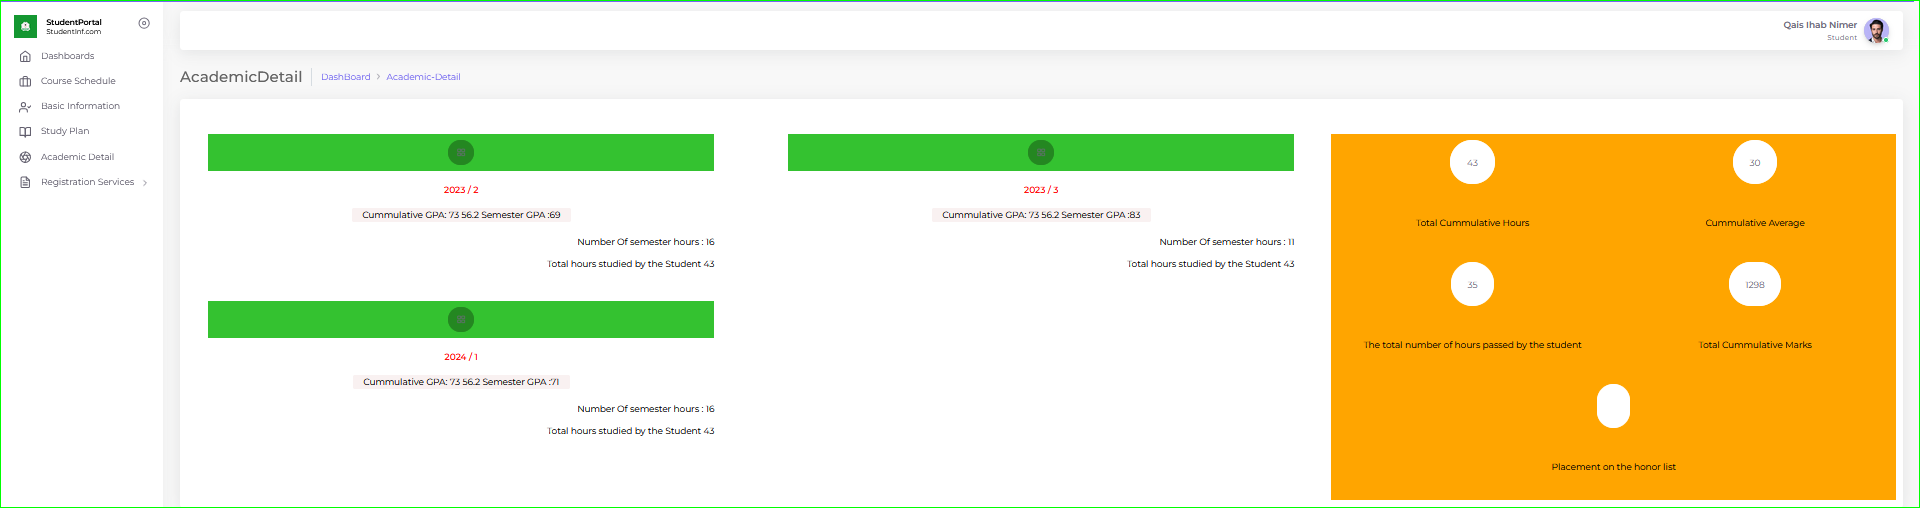 StudentPortal
StudentInf.com
Dashboards
Course Schedule
Basic Information
Study Plan
Academic Detail
Registration Services
Qais Ihab Nimer
Student
AcademicDetail
DashBoard > Academic-Detail
2023 / 2
Cummulative GPA: 73 56.2 Semester GPA :69
Number Of semester hours : 16
Total hours studied by the Student 43
2023 / 3
Cummulative GPA: 73 56.2 Semester GPA :83
Number Of semester hours : 11
Total hours studied by the Student 43
2024 / 1
Cummulative GPA: 73 56.2 Semester GPA :71
Number Of semester hours : 16
Total hours studied by the Student 43
43
Total Cummulative Hours
30
Cummulative Average
35
The total number of hours passed by the student
1298
Total Cummulative Marks
Placement on the honor list